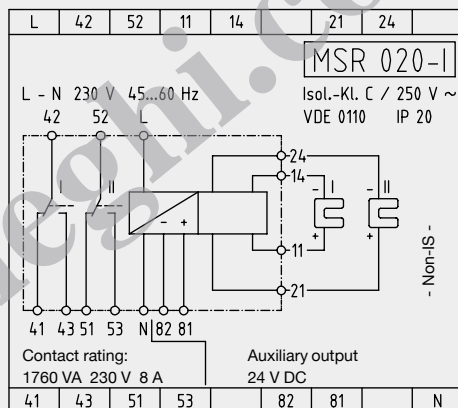 L 42 52 11 14 21 24
MSR 020-I
L - N 230 V 45...60 Hz
Isol.-Kl. C / 250 V ~
VDE 0110 IP 20
42 52 L
24
14
I II
- I - II
- +
+ +
11
21
- Non-IS -
41 43 51 53 N 82 81
Contact rating:
1760 VA 230 V 8 A
Auxiliary output
24 V DC
41 43 51 53 82 81 N